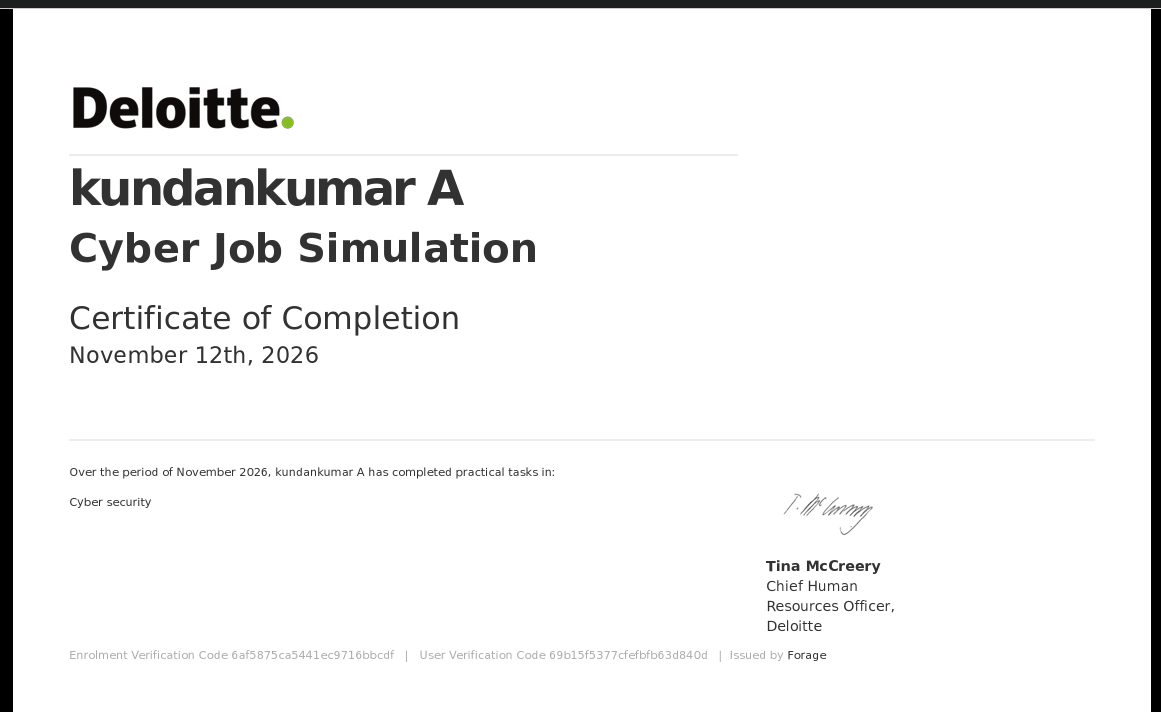 Deloitte.
kundankumar A
Cyber Job Simulation
Certificate of Completion
November 12th, 2026
Over the period of November 2026, kundankumar A has completed practical tasks in:
Cyber security
T. McCreery
Tina McCreery
Chief Human
Resources Officer,
Deloitte
Enrolment Verification Code 6af5875ca5441ec9716bbcdf | User Verification Code 69b15f5377cfefbfb63d840d | Issued by Forage